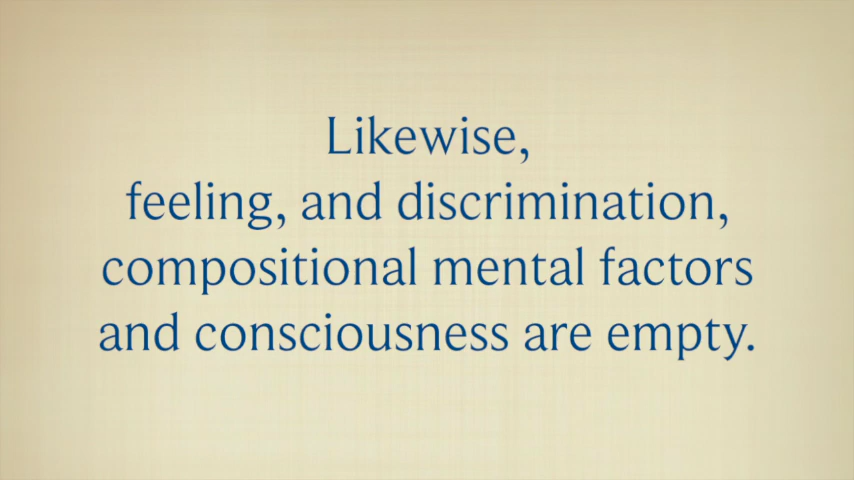 Likewise,
feeling, and discrimination,
compositional mental factors
and consciousness are empty.